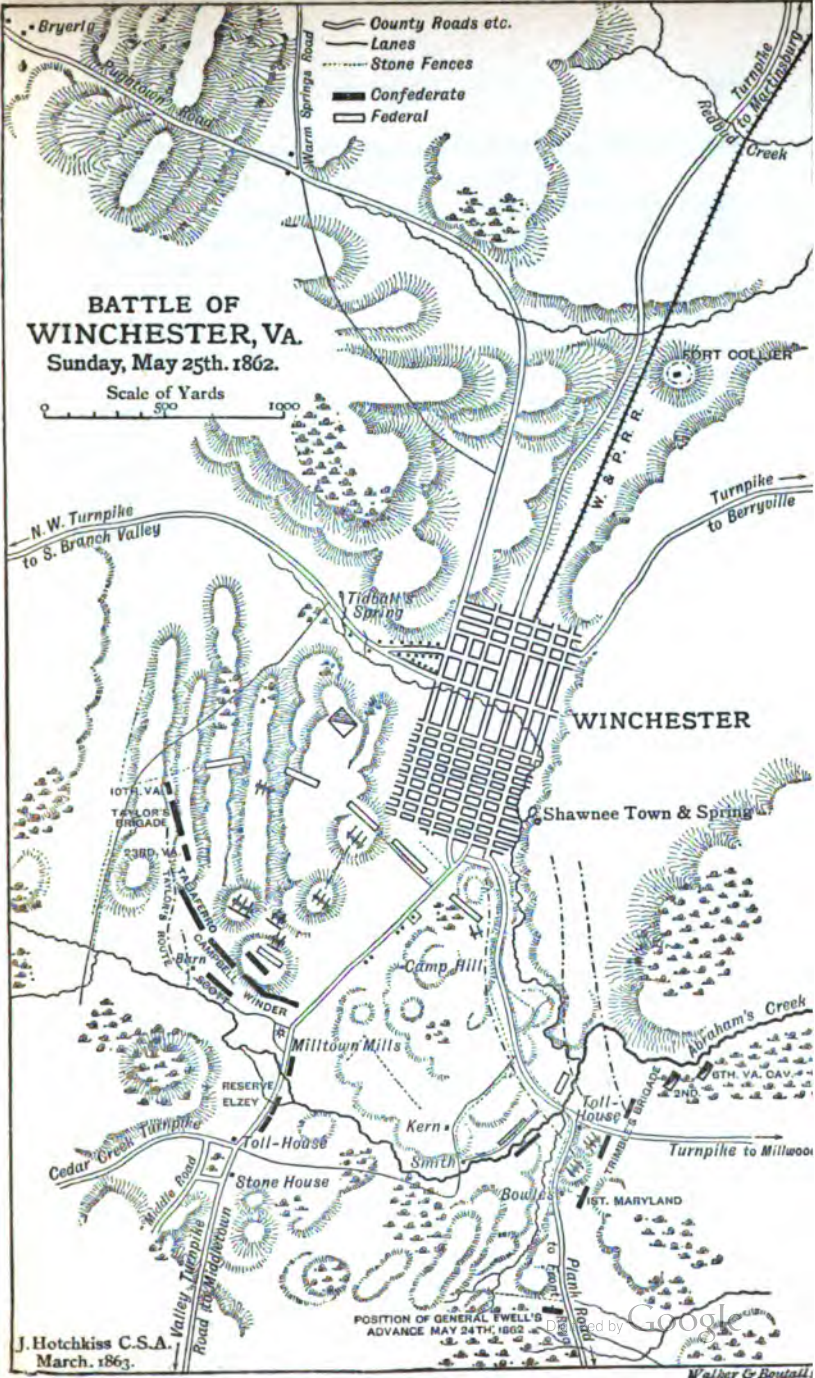 Bryerly
Pughtown Road
Warm Springs Road
County Roads etc.
Lanes
Stone Fences
Confederate
Federal
Turnpike
to Martinsburg
Redbud Creek
BATTLE OF
WINCHESTER, VA.
Sunday, May 25th. 1862.
Scale of Yards
0 500 1000
FORT COLLIER
W. & P. R. R.
N. W. Turnpike
to S. Branch Valley
Turnpike
to Berryville
Tidball's
Spring
WINCHESTER
10TH. VA.
TAYLOR'S
BRIGADE
23RD. VA.
Shawnee Town & Spring
TALIAFERRO
TAYLOR'S ROUTE
CAMPBELL
Barn
SCOTT
WINDER
Camp Hill
Milltown Mills
Abraham's Creek
RESERVE
ELZEY
6TH. VA. CAV.
2ND.
TRIMBLE'S BRIGADE
Toll-
House
Kern
Toll-House
Cedar Creek Turnpike
Turnpike to Millwood
Smith
Middle Road
Stone House
Bowles
1ST. MARYLAND
Valley Turnpike
Road to Middletown
Plank Road
to Front Royal
POSITION OF GENERAL EWELL'S
ADVANCE MAY 24TH, 1862
Digitized by Google
J. Hotchkiss C.S.A.
March. 1863.
Walker & Boutall